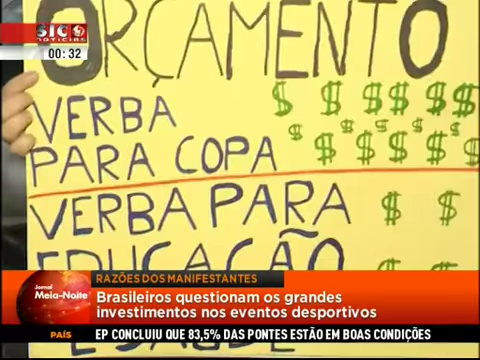 SIC
NOTÍCIAS
00:32
ORÇAMENTO
VERBA
PARA COPA
$ $ $ $ $
$ $ $ $ $ $ $ $ $
VERBA PARA $ $
EDUCAÇÃO
E SAÚDE
RAZÕES DOS MANIFESTANTES
Jornal
Meia-Noite
Brasileiros questionam os grandes
investimentos nos eventos desportivos
PAÍS EP CONCLUIU QUE 83,5% DAS PONTES ESTÃO EM BOAS CONDIÇÕES